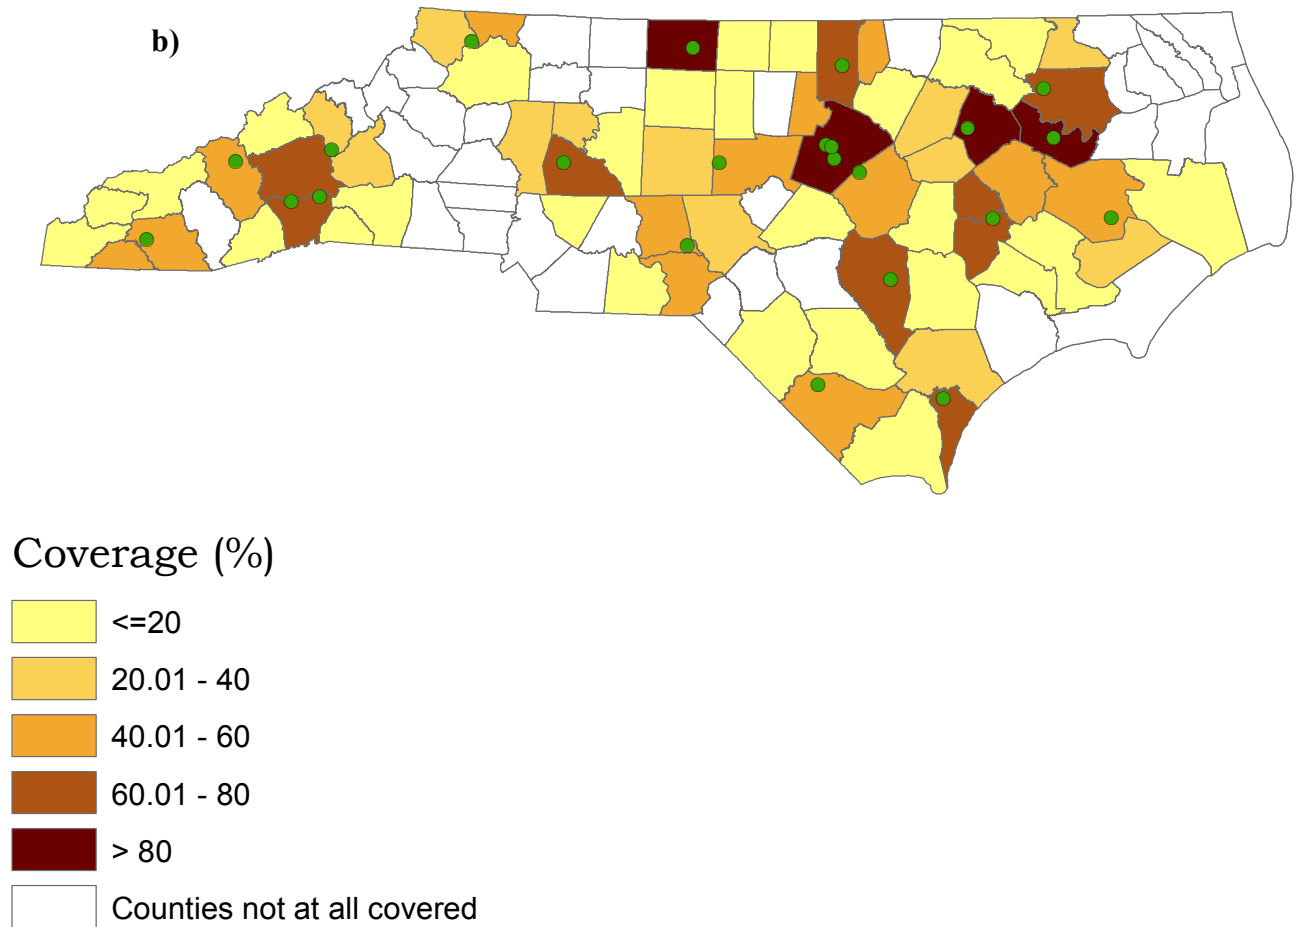 b)
Coverage (%)
<=20
20.01 - 40
40.01 - 60
60.01 - 80
> 80
Counties not at all covered